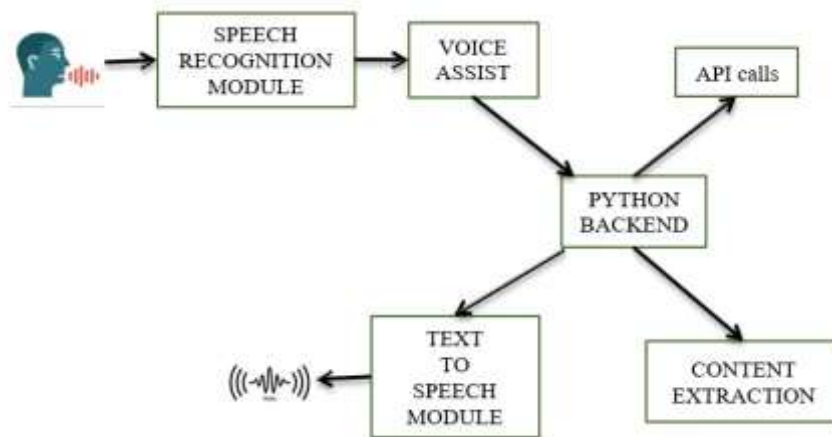 SPEECH
RECOGNITION
MODULE
VOICE
ASSIST
API calls
PYTHON
BACKEND
TEXT
TO
SPEECH
MODULE
CONTENT
EXTRACTION